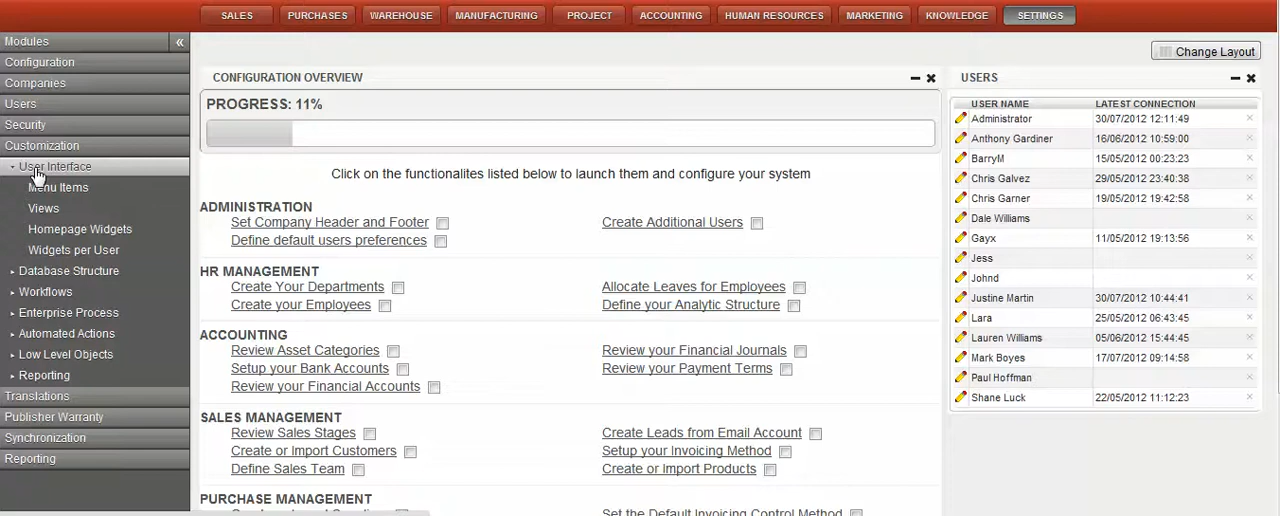 SALES PURCHASES WAREHOUSE MANUFACTURING PROJECT ACCOUNTING HUMAN RESOURCES MARKETING KNOWLEDGE SETTINGS
Modules «
Configuration
Companies
Users
Security
Customization
User Interface
Menu Items
Views
Homepage Widgets
Widgets per User
Database Structure
Workflows
Enterprise Process
Automated Actions
Low Level Objects
Reporting
Translations
Publisher Warranty
Synchronization
Reporting
Change Layout
CONFIGURATION OVERVIEW
PROGRESS: 11%
Click on the functionalites listed below to launch them and configure your system
ADMINISTRATION
Set Company Header and Footer Create Additional Users
Define default users preferences
HR MANAGEMENT
Create Your Departments Allocate Leaves for Employees
Create your Employees Define your Analytic Structure
ACCOUNTING
Review Asset Categories Review your Financial Journals
Setup your Bank Accounts Review your Payment Terms
Review your Financial Accounts
SALES MANAGEMENT
Review Sales Stages Create Leads from Email Account
Create or Import Customers Setup your Invoicing Method
Define Sales Team Create or Import Products
PURCHASE MANAGEMENT
Set the Default Invoicing Control Method
USERS
USER NAME LATEST CONNECTION
Administrator 30/07/2012 12:11:49
Anthony Gardiner 16/06/2012 10:59:00
BarryM 15/05/2012 00:23:23
Chris Galvez 29/05/2012 23:40:38
Chris Garner 19/05/2012 19:42:58
Dale Williams
Gayx 11/05/2012 19:13:56
Jess
Johnd
Justine Martin 30/07/2012 10:44:41
Lara 25/05/2012 06:43:45
Lauren Williams 05/06/2012 15:44:45
Mark Boyes 17/07/2012 09:14:58
Paul Hoffman
Shane Luck 22/05/2012 11:12:23